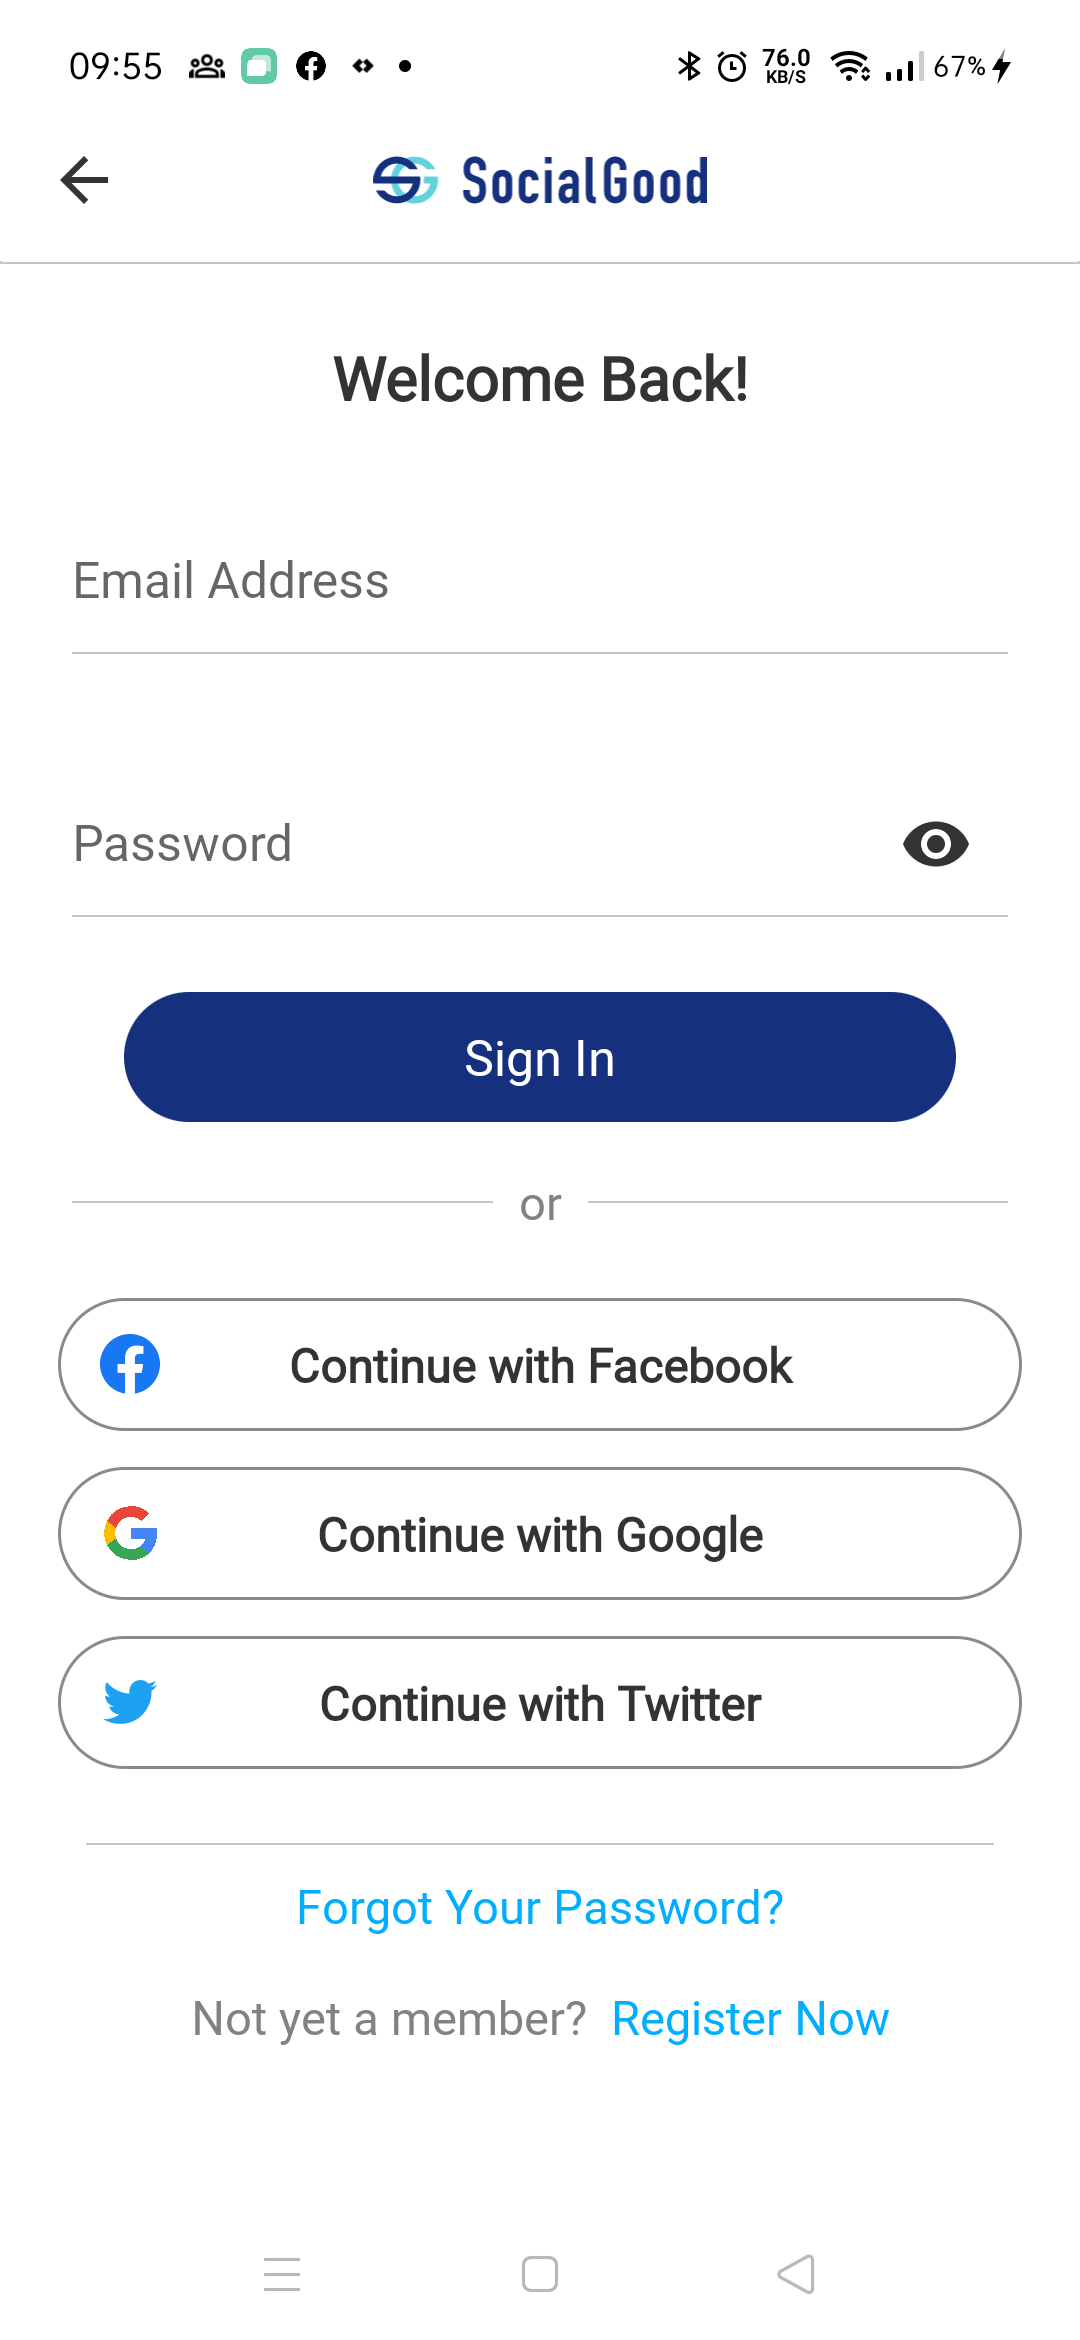 09:55 76.0 KB/S 67%
SocialGood
Welcome Back!
Email Address
Password
Sign In
or
Continue with Facebook
Continue with Google
Continue with Twitter
Forgot Your Password?
Not yet a member? Register Now